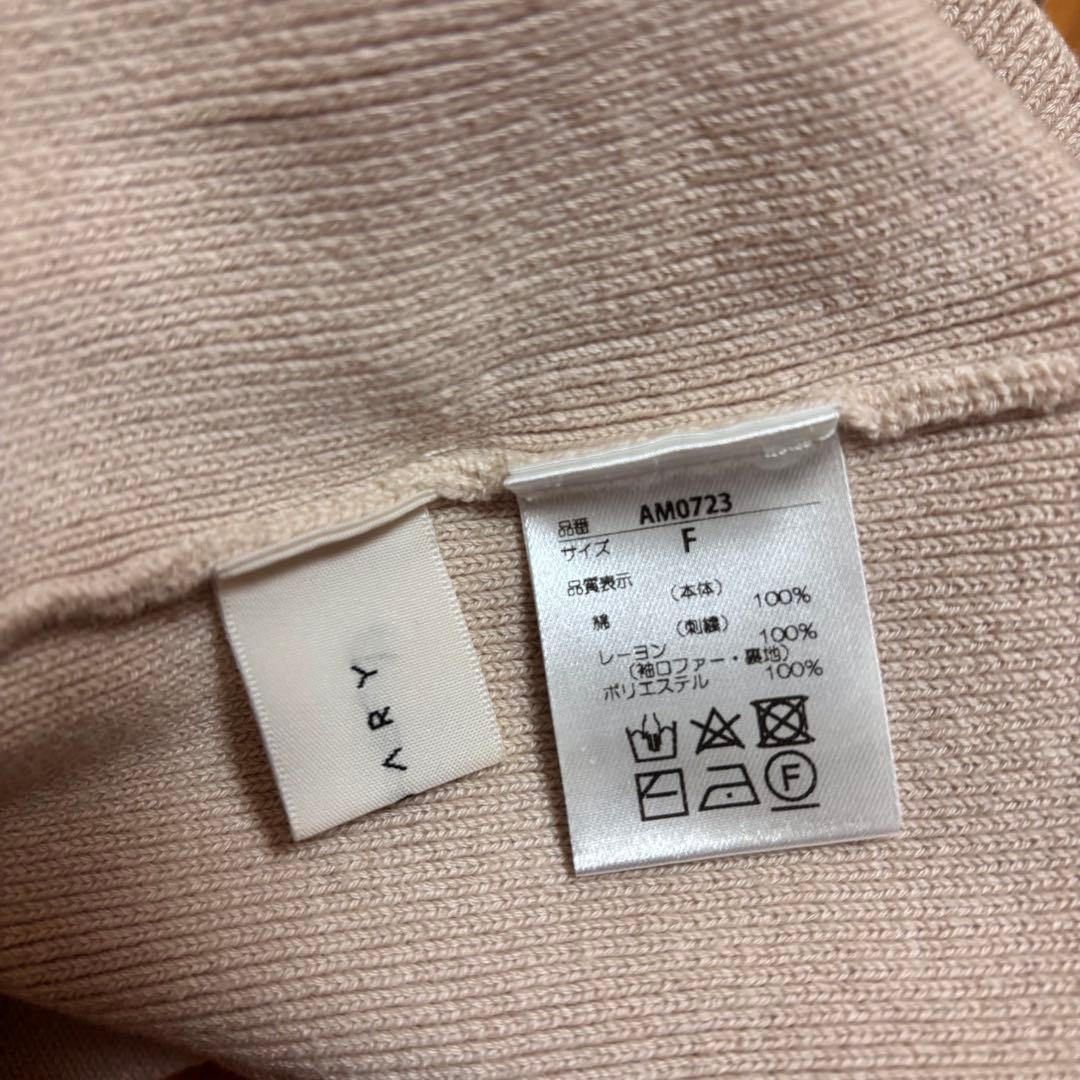 品番 AM0723
サイズ F
品質表示 (本体)
綿 100%
(刺繍)
レーヨン 100%
(袖口ファー・裏地)
ポリエステル 100%
F
ARY